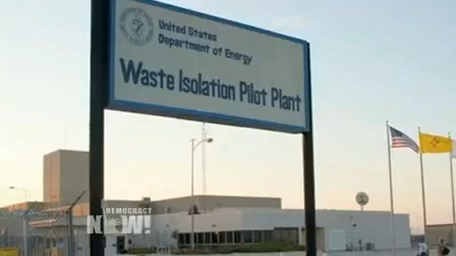 United States
Department of Energy
Waste Isolation Pilot Plant
DEMOCRACY
NOW!